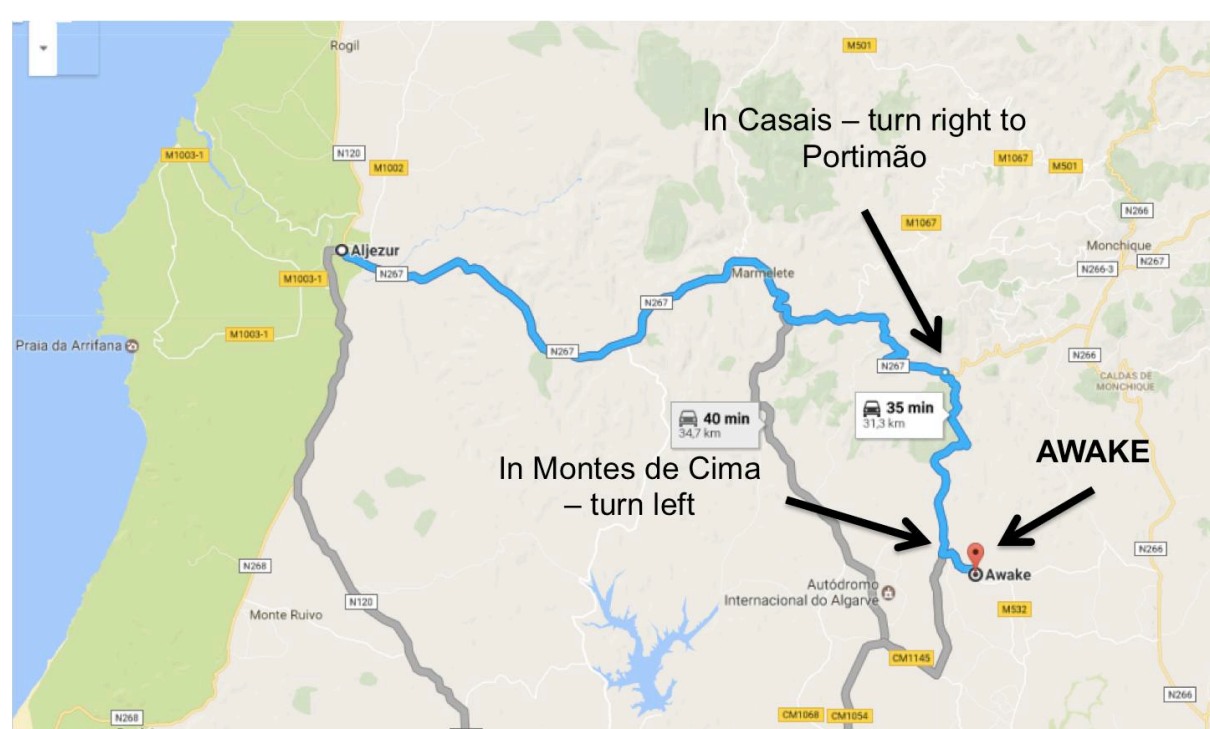 Rogil
M501
In Casais – turn right to
Portimão
M1003-1
N120
M1002
M1067
M501
N266
M1067
Monchique
Aljezur
N267
N266-3
N267
M1003-1
Marmelete
N267
M1003-1
Praia da Arrifana
N267
N267
N266
CALDAS DE
MONCHIQUE
40 min
34,7 km
35 min
31,3 km
AWAKE
In Montes de Cima
– turn left
N266
N268
Awake
Autódromo
Internacional do Algarve
N120
M532
Monte Ruivo
CM1145
N266
N268
CM1068
CM1054